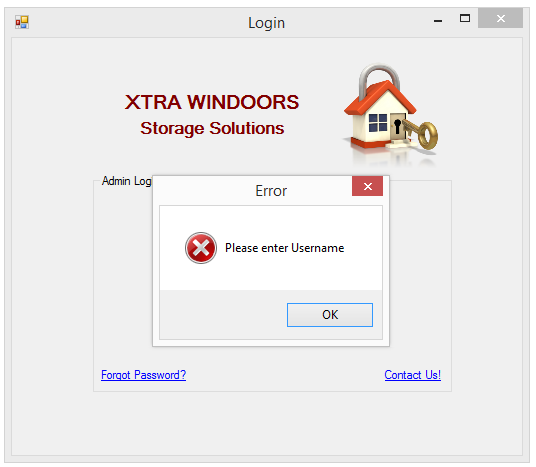 Login
XTRA WINDOORS
Storage Solutions
Admin Log
Error
Please enter Username
OK
Forgot Password?
Contact Us!